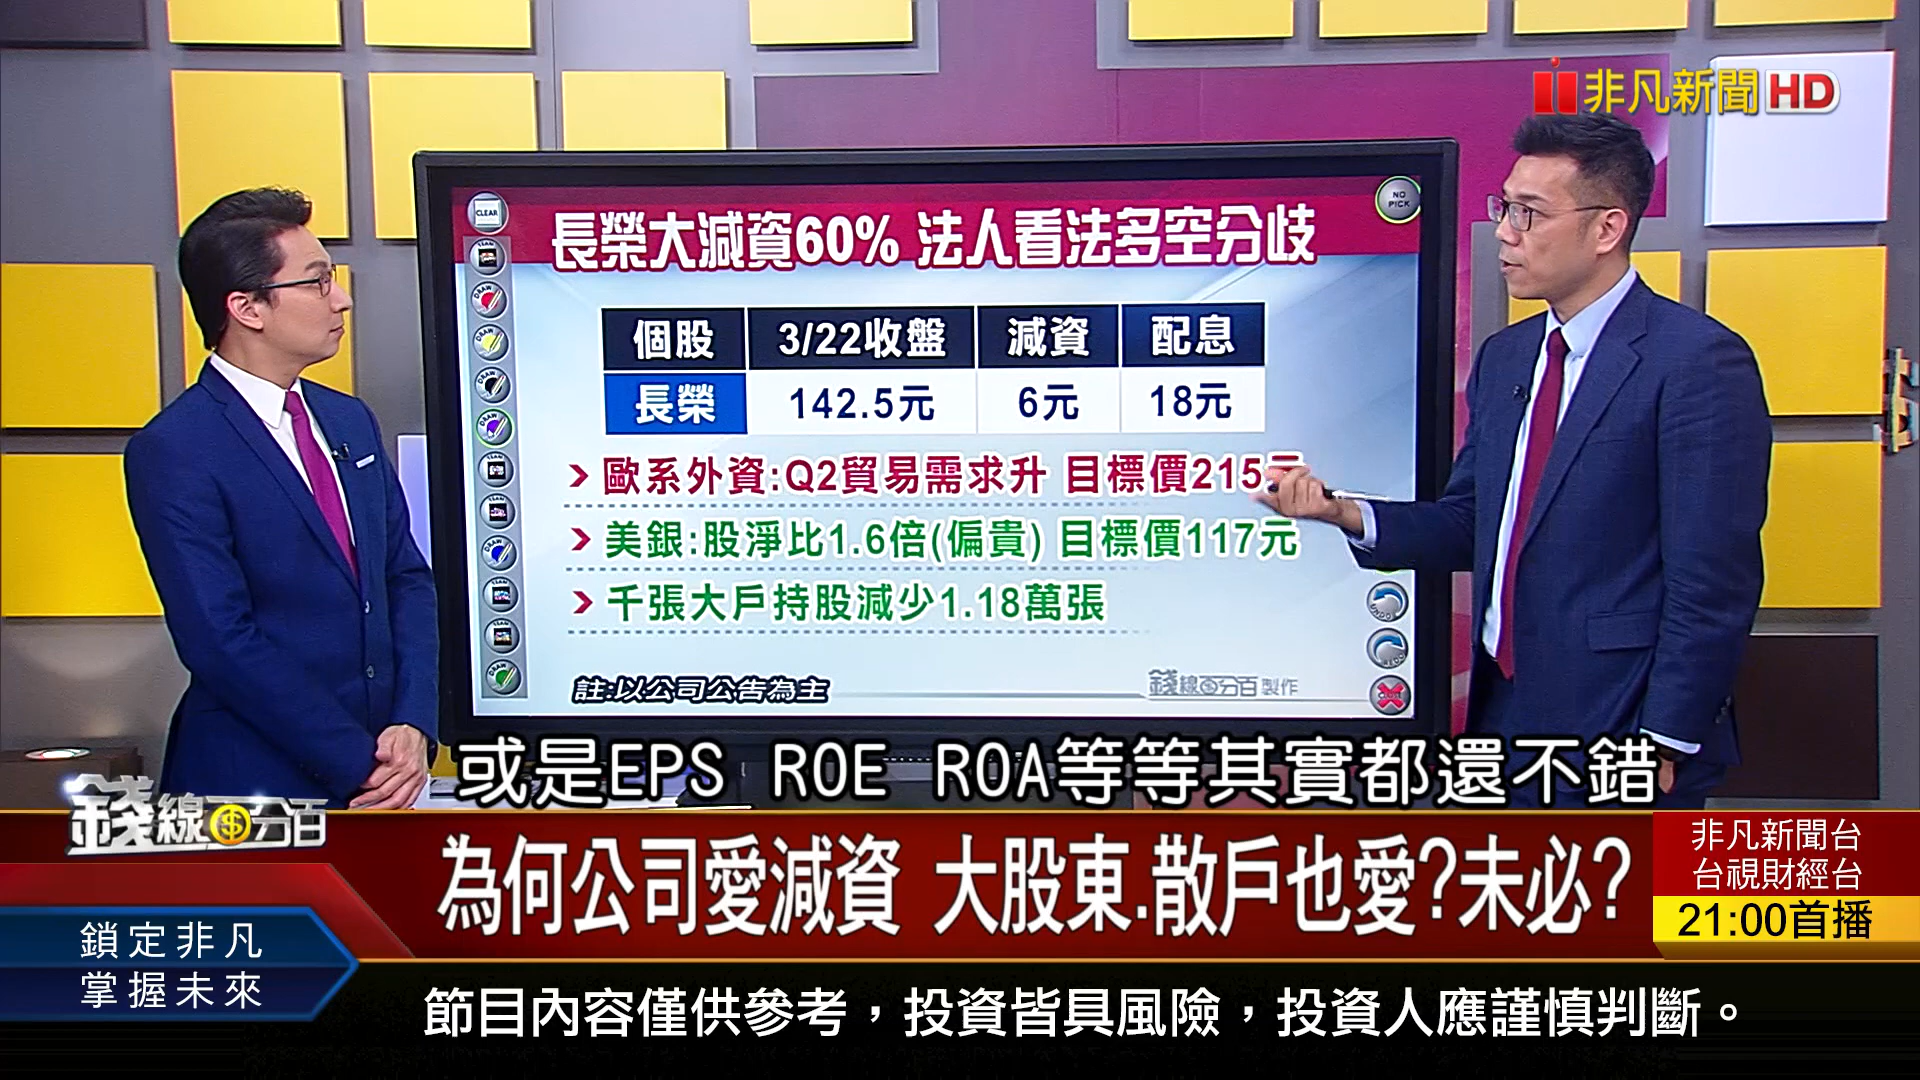 非凡新聞HD
CLEAR
NO PICK
長榮大減資60% 法人看法多空分歧
個股 3/22收盤 減資 配息
長榮 142.5元 6元 18元
歐系外資:Q2貿易需求升 目標價215元
美銀:股淨比1.6倍(偏貴) 目標價117元
千張大戶持股減少1.18萬張
註:以公司公告為主
錢線百分百 製作
或是EPS ROE ROA等等其實都還不錯
錢線百分百
為何公司愛減資 大股東.散戶也愛?未必?
非凡新聞台
台視財經台
21:00首播
鎖定非凡
掌握未來
節目內容僅供參考，投資皆具風險，投資人應謹慎判斷。